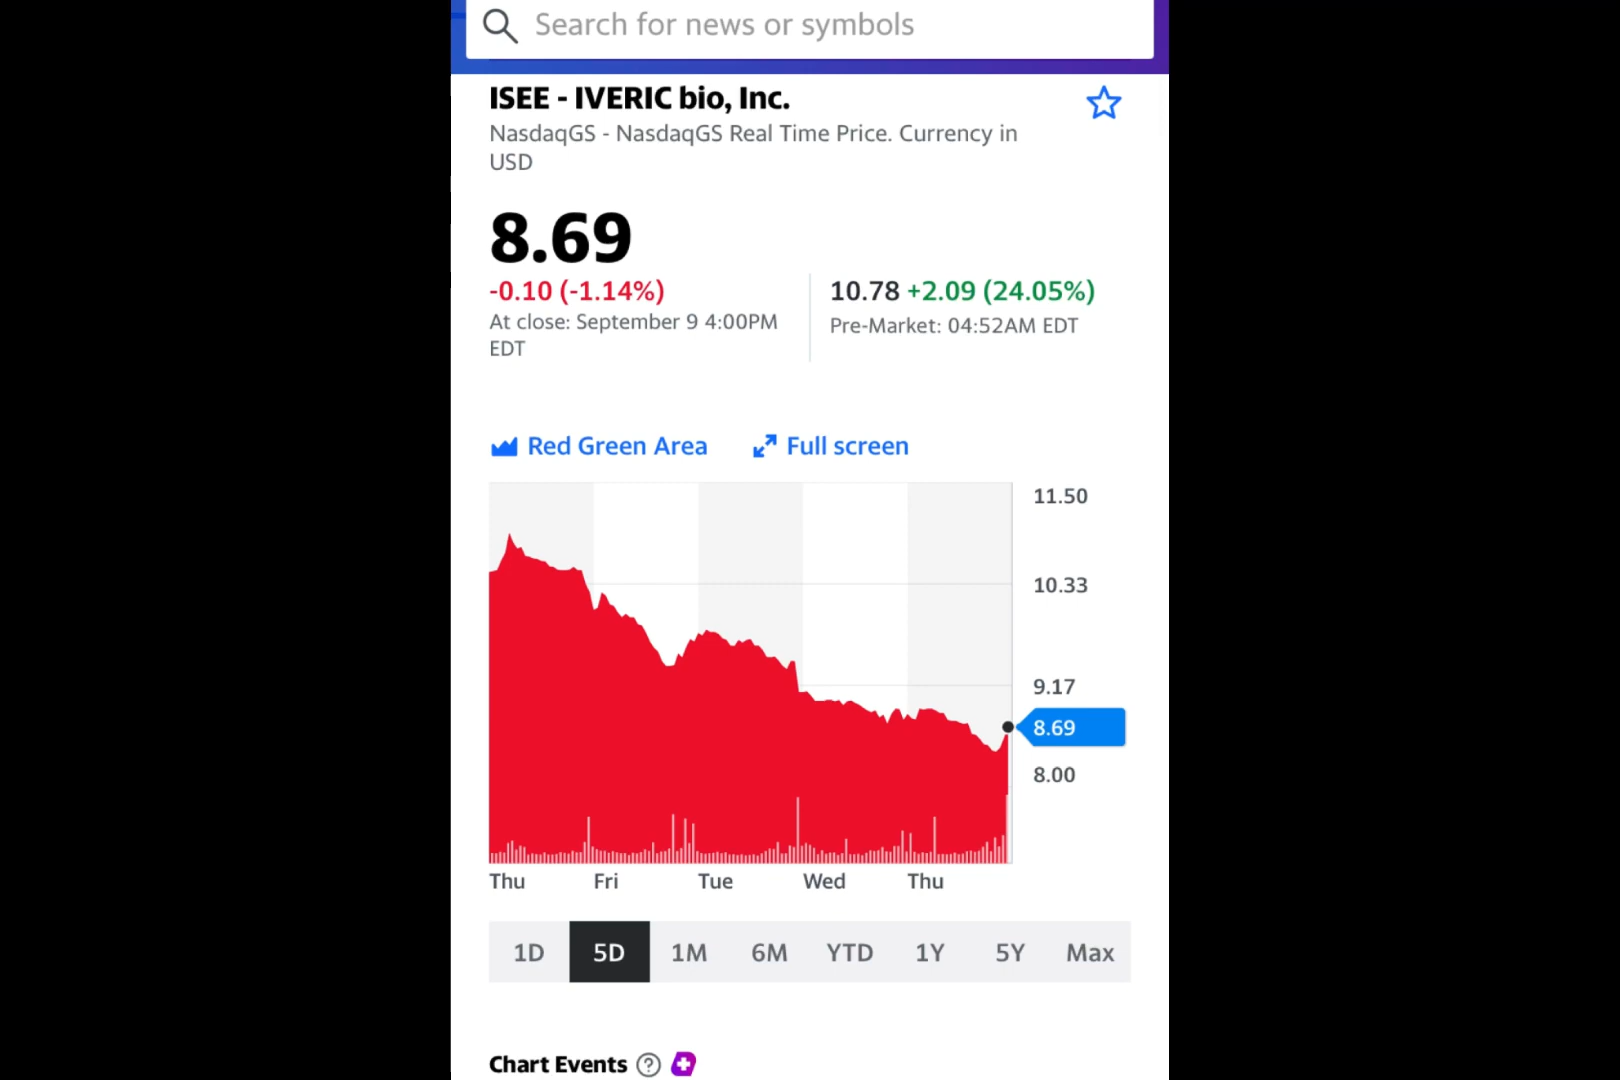 Search for news or symbols
ISEE - IVERIC bio, Inc.
NasdaqGS - NasdaqGS Real Time Price. Currency in
USD
8.69
-0.10 (-1.14%)
At close: September 9 4:00PM
EDT
10.78 +2.09 (24.05%)
Pre-Market: 04:52AM EDT
Red Green Area
Full screen
11.50
10.33
9.17
8.69
8.00
Thu Fri Tue Wed Thu
1D 5D 1M 6M YTD 1Y 5Y Max
Chart Events